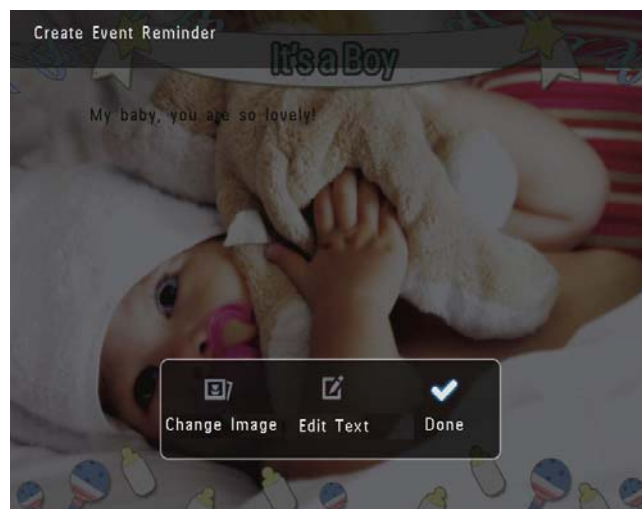 Create Event Reminder
It's a Boy
My baby, you are so lovely!
Change Image
Edit Text
Done